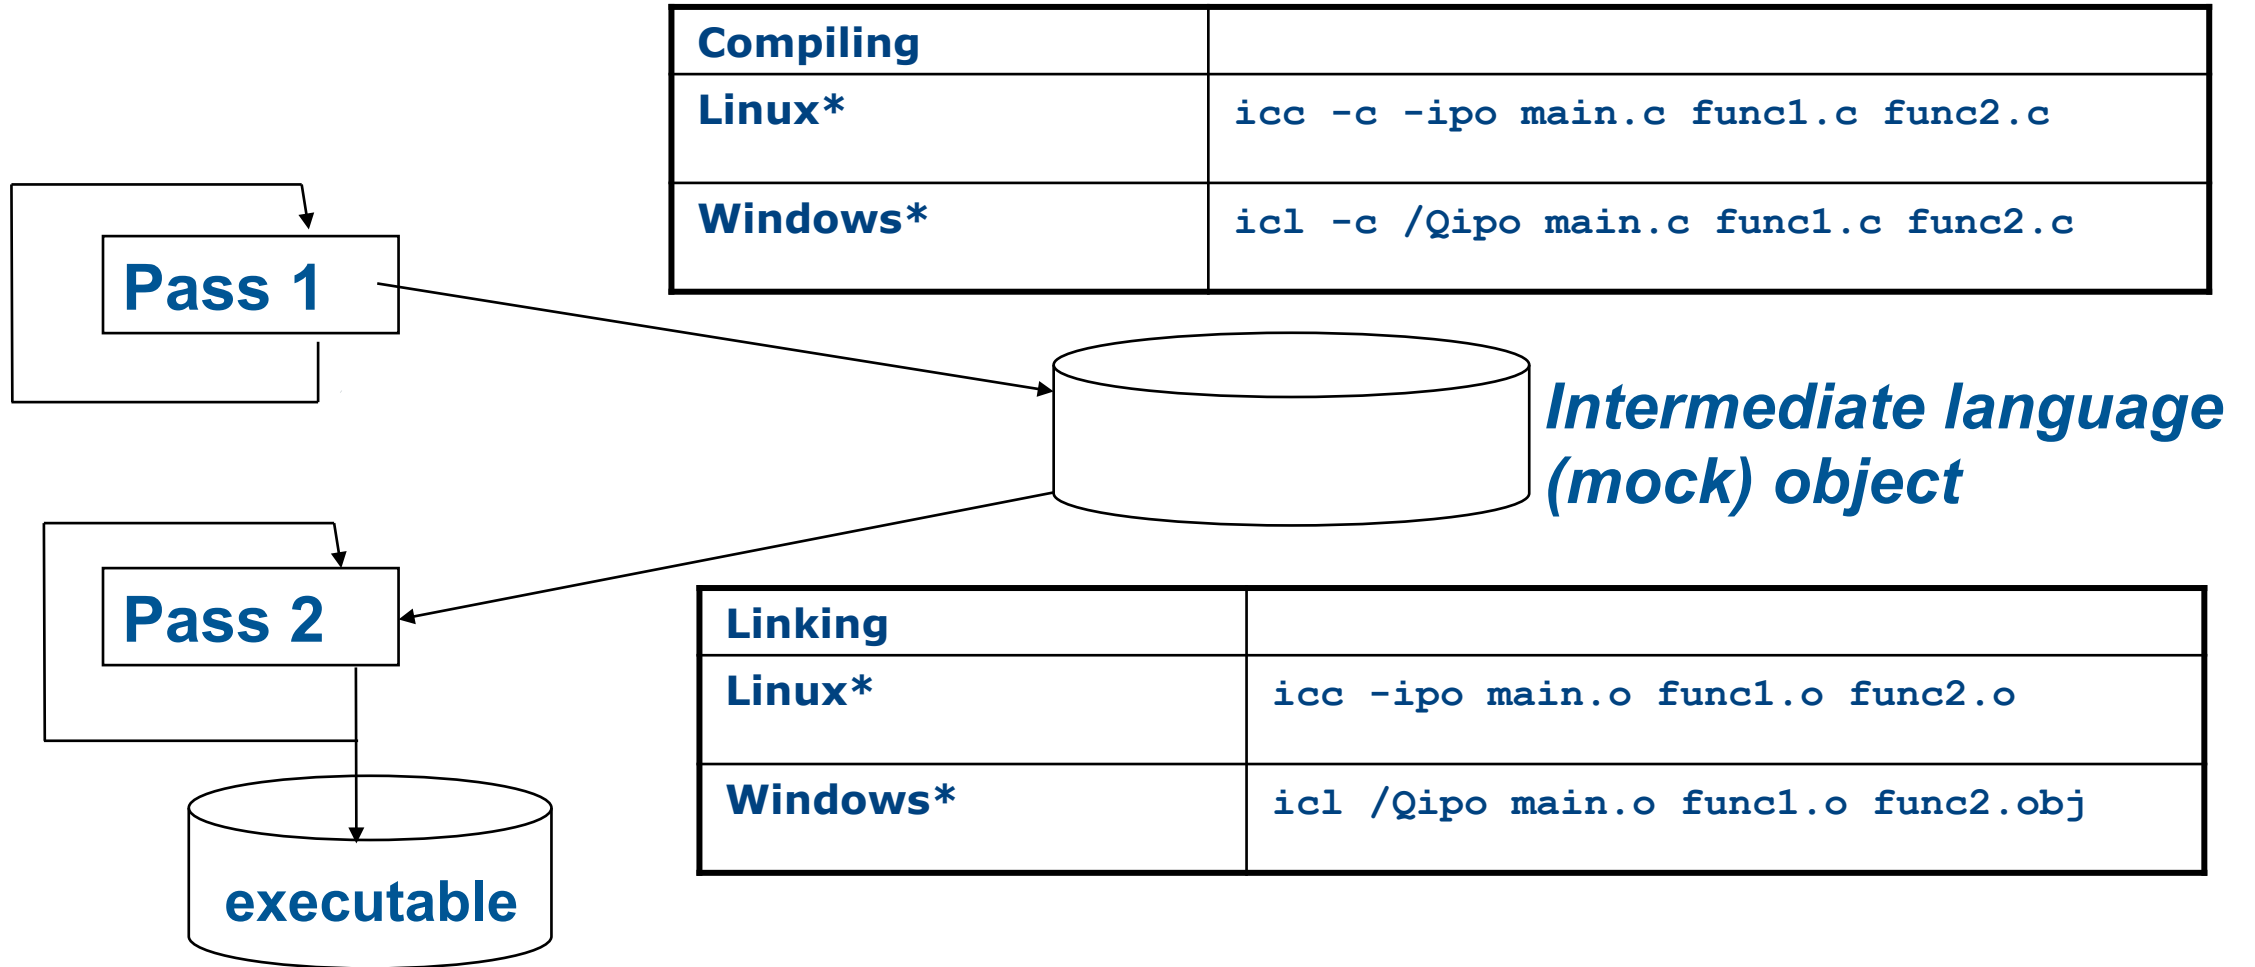 Compiling
Linux* icc -c -ipo main.c func1.c func2.c
Windows* icl -c /Qipo main.c func1.c func2.c
Pass 1
Intermediate language
(mock) object
Pass 2
Linking
Linux* icc -ipo main.o func1.o func2.o
Windows* icl /Qipo main.o func1.o func2.obj
executable